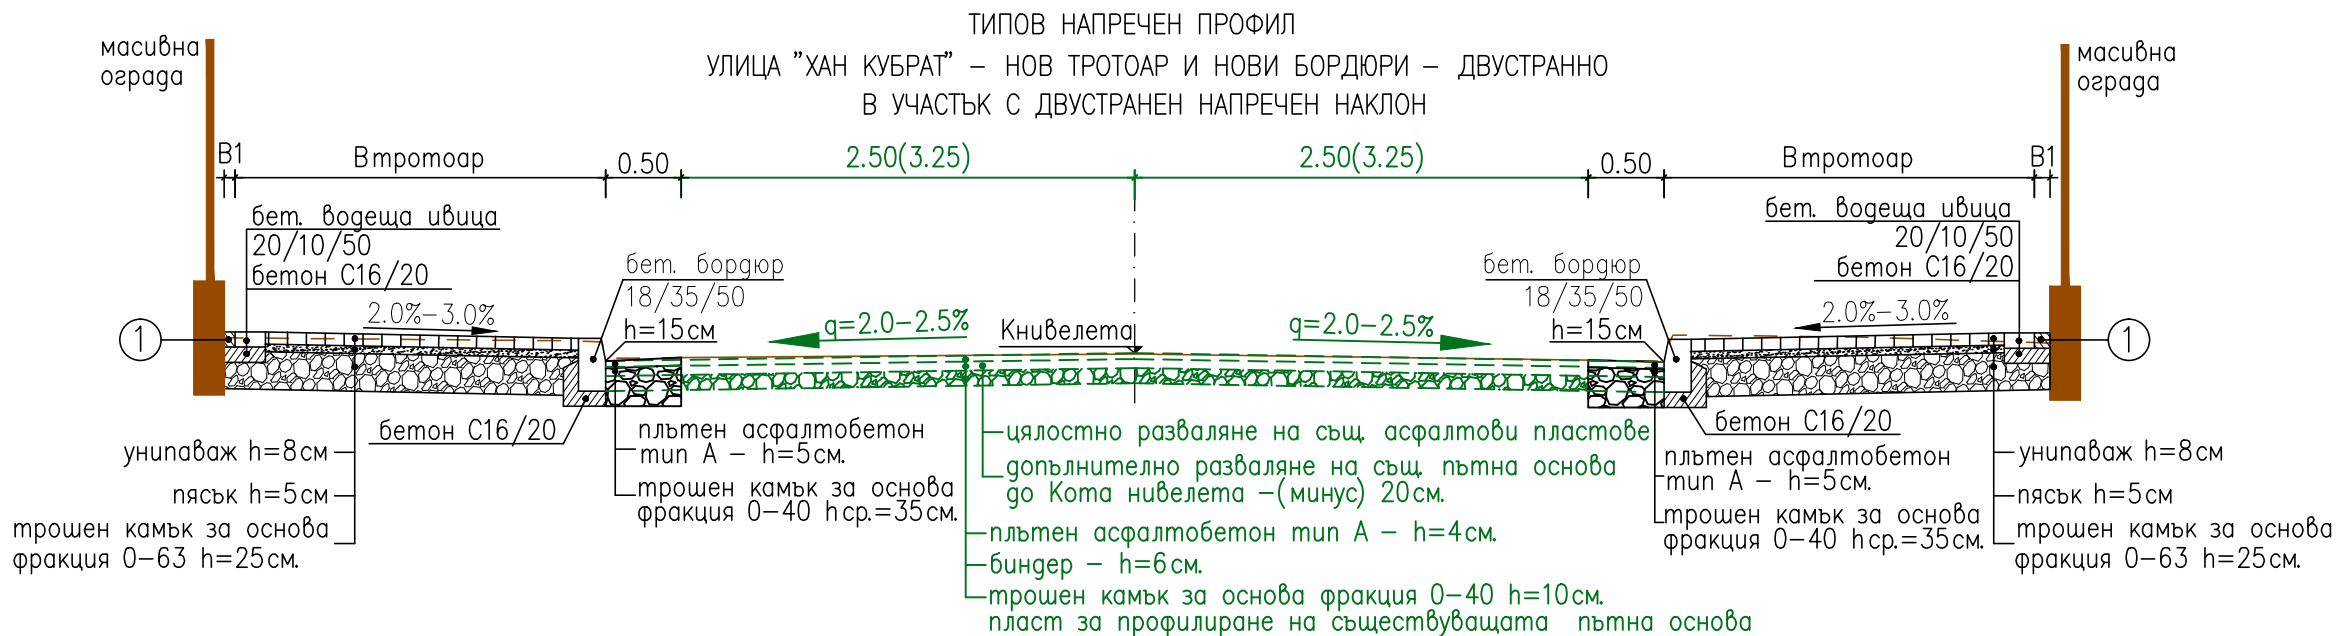 ТИПОВ НАПРЕЧЕН ПРОФИЛ
УЛИЦА "ХАН КУБРАТ" – НОВ ТРОТОАР И НОВИ БОРДЮРИ – ДВУСТРАННО
В УЧАСТЪК С ДВУСТРАНЕН НАПРЕЧЕН НАКЛОН
масивна
ограда
масивна
ограда
B1
Bтротоар
0.50
2.50(3.25)
2.50(3.25)
0.50
Bтротоар
B1
бет. водеща ивица
20/10/50
бетон C16/20
2.0%–3.0%
бет. бордюр
18/35/50
h=15см
q=2.0–2.5%
Книвелета
q=2.0–2.5%
бет. бордюр
18/35/50
h=15см
бет. водеща ивица
20/10/50
бетон C16/20
2.0%–3.0%
1
1
бетон C16/20
унипаваж h=8см
пясък h=5см
трошен камък за основа
фракция 0–63 h=25см.
плътен асфалтобетон
тип А – h=5см.
трошен камък за основа
фракция 0–40 hср.=35см.
цялостно разваляне на същ. асфалтови пластове
допълнително разваляне на същ. пътна основа
до Кота нивелета –(минус) 20см.
плътен асфалтобетон тип А – h=4см.
биндер – h=6см.
трошен камък за основа фракция 0–40 h=10см.
пласт за профилиране на съществуващата пътна основа
бетон C16/20
плътен асфалтобетон
тип А – h=5см.
трошен камък за основа
фракция 0–40 hср.=35см.
унипаваж h=8см
пясък h=5см
трошен камък за основа
фракция 0–63 h=25см.